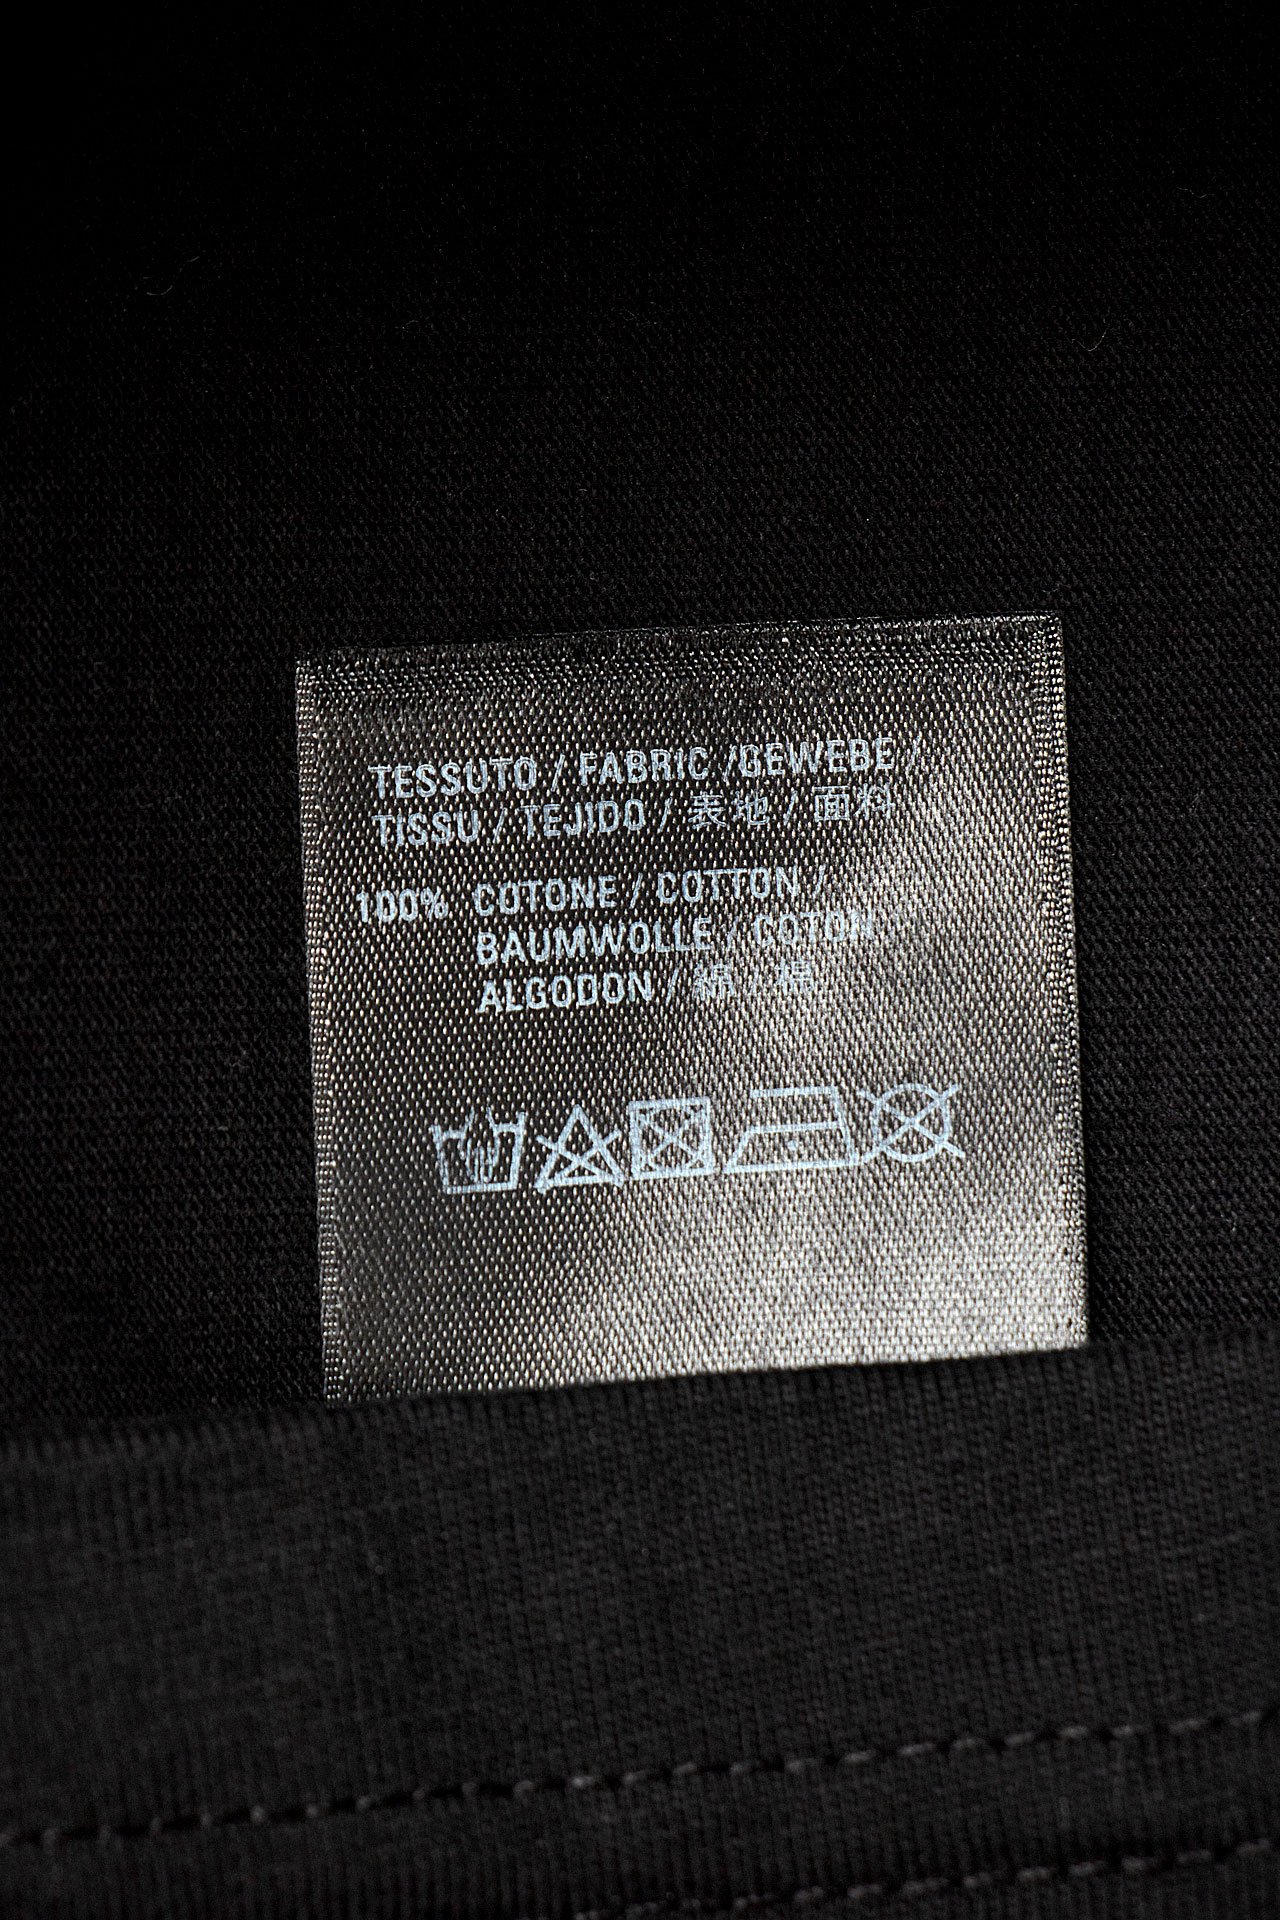 TESSUTO / FABRIC / GEWEBE /
TISSU / TEJIDO / 表地 / 面料
100% COTONE / COTTON /
BAUMWOLLE / COTON /
ALGODON / 綿 / 棉